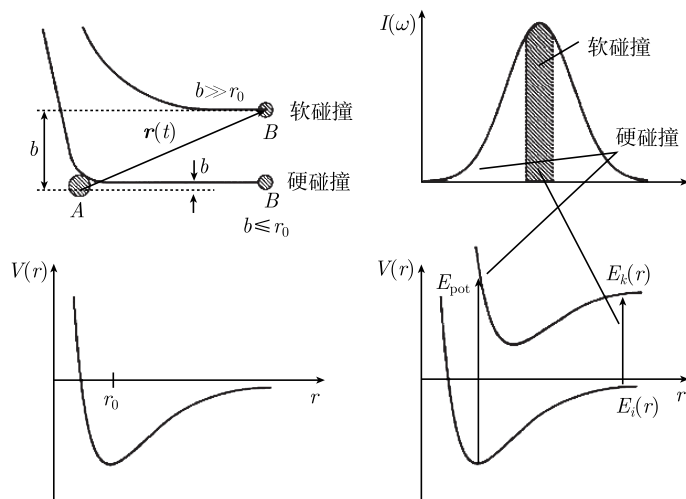 b≫r₀
软碰撞
B
r(t)
b
b
硬碰撞
A
B
b≤r₀
I(ω)
软碰撞
硬碰撞
V(r)
r₀
r
V(r)
E_pot
E_k(r)
r
E_i(r)